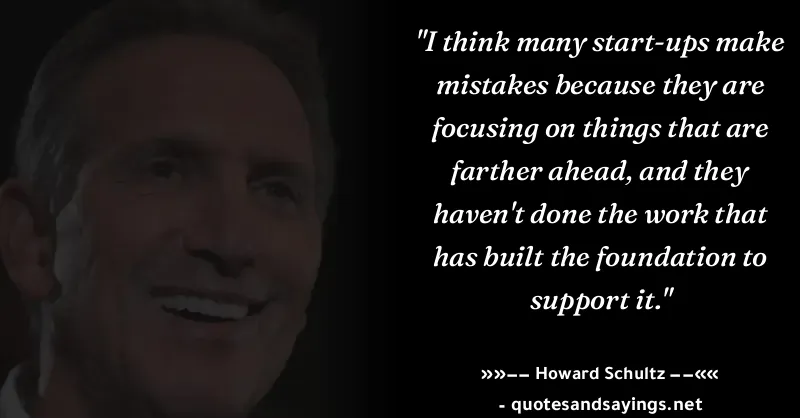 "I think many start-ups make
mistakes because they are
focusing on things that are
farther ahead, and they
haven't done the work that
has built the foundation to
support it."
»»–– Howard Schultz ––««
- quotesandsayings.net